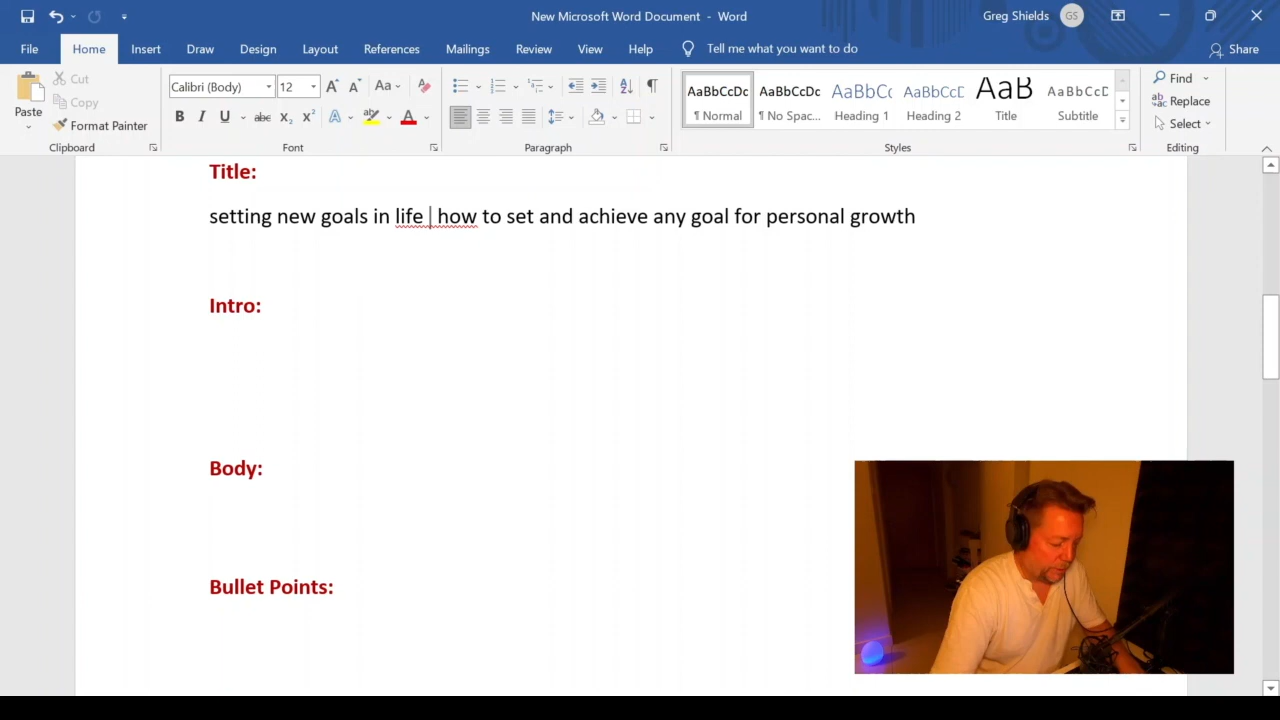 New Microsoft Word Document - Word
Greg Shields
GS
File Home Insert Draw Design Layout References Mailings Review View Help Tell me what you want to do Share
Paste
Cut
Copy
Format Painter
Clipboard
Calibri (Body) 12
Font
Paragraph
AaBbCcDc AaBbCcDc AaBbCc AaBbCcD AaB AaBbCcD
¶ Normal ¶ No Spac... Heading 1 Heading 2 Title Subtitle
Styles
Find
Replace
Select
Editing
Title:
setting new goals in life | how to set and achieve any goal for personal growth
Intro:
Body:
Bullet Points: